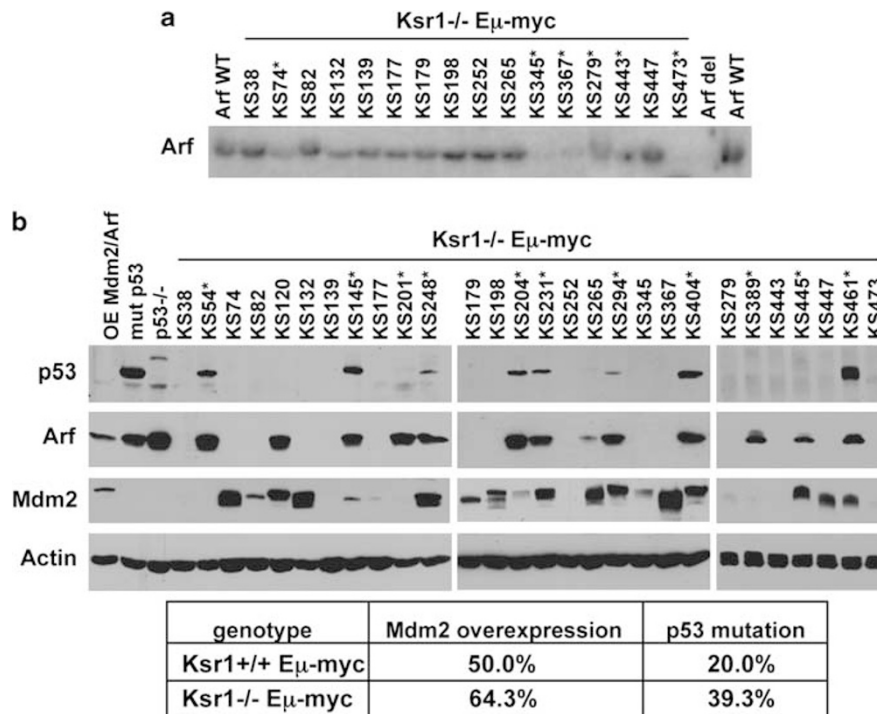 a
Ksr1-/- Eμ-myc
Arf WT KS38 KS74* KS82 KS132 KS139 KS177 KS179 KS198 KS252 KS265 KS345* KS367* KS279* KS443* KS447 KS473* Arf del Arf WT
Arf
b
Ksr1-/- Eμ-myc
OE Mdm2/Arf mut p53 p53-/- KS38 KS54* KS74 KS82 KS120 KS132 KS139 KS145* KS177 KS201* KS248* KS179 KS198 KS204* KS231* KS252 KS265 KS294* KS345 KS367 KS404* KS279 KS389* KS443 KS445* KS447 KS461* KS473
p53
Arf
Mdm2
Actin
genotype Mdm2 overexpression p53 mutation
Ksr1+/+ Eμ-myc 50.0% 20.0%
Ksr1-/- Eμ-myc 64.3% 39.3%